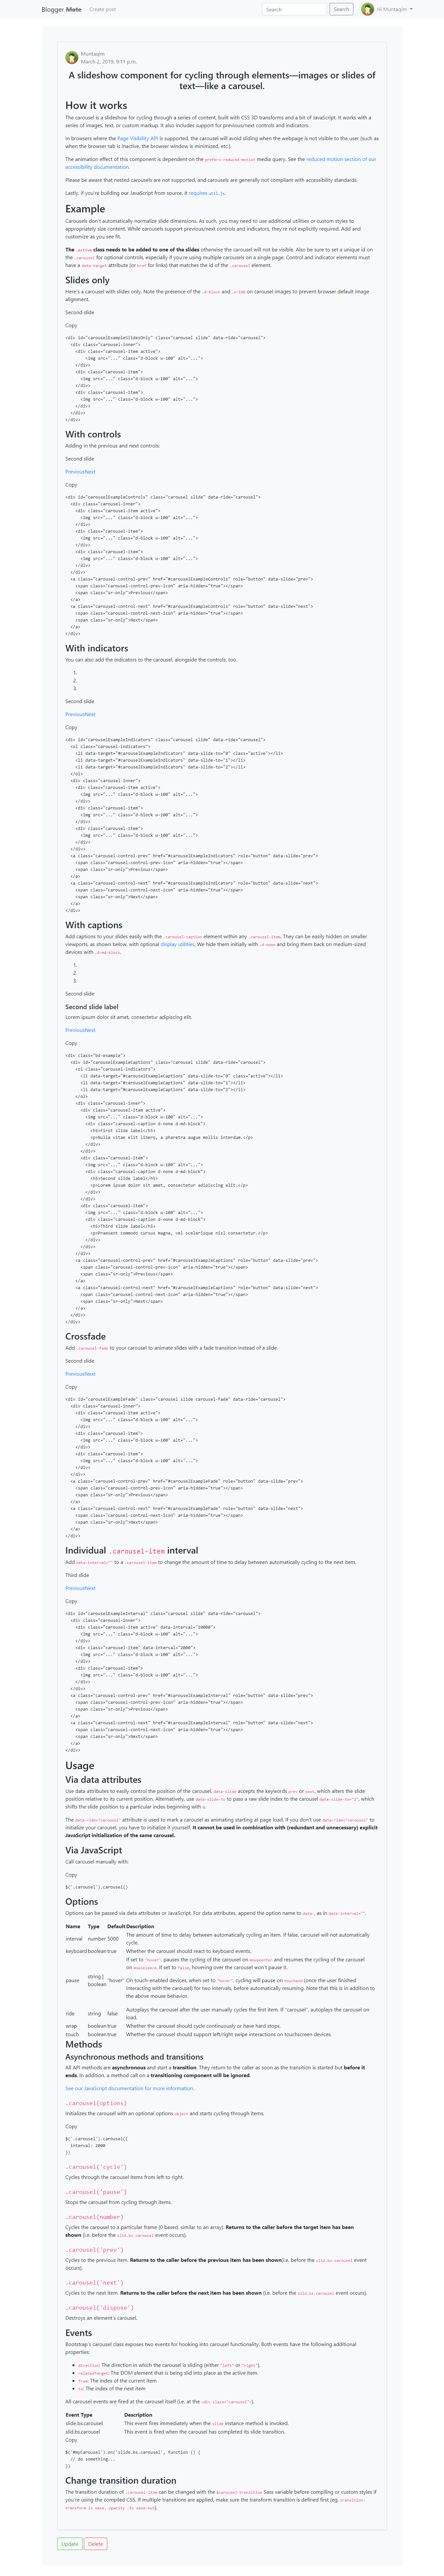 Blogger Mate Create post Search Search Hi Muntaqim
Muntaqim
March 2, 2019, 9:11 p.m.
A slideshow component for cycling through elements—images or slides of
text—like a carousel.
How it works
The carousel is a slideshow for cycling through a series of content, built with CSS 3D transforms and a bit of JavaScript. It works with a
series of images, text, or custom markup. It also includes support for previous/next controls and indicators.
In browsers where the Page Visibility API is supported, the carousel will avoid sliding when the webpage is not visible to the user (such as
when the browser tab is inactive, the browser window is minimized, etc.).
The animation effect of this component is dependent on the prefers-reduced-motion media query. See the reduced motion section of our
accessibility documentation.
Please be aware that nested carousels are not supported, and carousels are generally not compliant with accessibility standards.
Lastly, if you're building our JavaScript from source, it requires util.js.
Example
Carousels don't automatically normalize slide dimensions. As such, you may need to use additional utilities or custom styles to
appropriately size content. While carousels support previous/next controls and indicators, they're not explicitly required. Add and
customize as you see fit.
The .active class needs to be added to one of the slides otherwise the carousel will not be visible. Also be sure to set a unique id on
the .carousel for optional controls, especially if you're using multiple carousels on a single page. Control and indicator elements must
have a data-target attribute (or href for links) that matches the id of the .carousel element.
Slides only
Here's a carousel with slides only. Note the presence of the .d-block and .w-100 on carousel images to prevent browser default image
alignment.
Second slide
Copy
<div id="carouselExampleSlidesOnly" class="carousel slide" data-ride="carousel">
<div class="carousel-inner">
<div class="carousel-item active">
<img src="..." class="d-block w-100" alt="...">
</div>
<div class="carousel-item">
<img src="..." class="d-block w-100" alt="...">
</div>
<div class="carousel-item">
<img src="..." class="d-block w-100" alt="...">
</div>
</div>
</div>
With controls
Adding in the previous and next controls:
Second slide
PreviousNext
Copy
<div id="carouselExampleControls" class="carousel slide" data-ride="carousel">
<div class="carousel-inner">
<div class="carousel-item active">
<img src="..." class="d-block w-100" alt="...">
</div>
<div class="carousel-item">
<img src="..." class="d-block w-100" alt="...">
</div>
<div class="carousel-item">
<img src="..." class="d-block w-100" alt="...">
</div>
</div>
<a class="carousel-control-prev" href="#carouselExampleControls" role="button" data-slide="prev">
<span class="carousel-control-prev-icon" aria-hidden="true"></span>
<span class="sr-only">Previous</span>
</a>
<a class="carousel-control-next" href="#carouselExampleControls" role="button" data-slide="next">
<span class="carousel-control-next-icon" aria-hidden="true"></span>
<span class="sr-only">Next</span>
</a>
</div>
With indicators
You can also add the indicators to the carousel, alongside the controls, too.
1.
2.
3.
Second slide
PreviousNext
Copy
<div id="carouselExampleIndicators" class="carousel slide" data-ride="carousel">
<ol class="carousel-indicators">
<li data-target="#carouselExampleIndicators" data-slide-to="0" class="active"></li>
<li data-target="#carouselExampleIndicators" data-slide-to="1"></li>
<li data-target="#carouselExampleIndicators" data-slide-to="2"></li>
</ol>
<div class="carousel-inner">
<div class="carousel-item active">
<img src="..." class="d-block w-100" alt="...">
</div>
<div class="carousel-item">
<img src="..." class="d-block w-100" alt="...">
</div>
<div class="carousel-item">
<img src="..." class="d-block w-100" alt="...">
</div>
</div>
<a class="carousel-control-prev" href="#carouselExampleIndicators" role="button" data-slide="prev">
<span class="carousel-control-prev-icon" aria-hidden="true"></span>
<span class="sr-only">Previous</span>
</a>
<a class="carousel-control-next" href="#carouselExampleIndicators" role="button" data-slide="next">
<span class="carousel-control-next-icon" aria-hidden="true"></span>
<span class="sr-only">Next</span>
</a>
</div>
With captions
Add captions to your slides easily with the .carousel-caption element within any .carousel-item. They can be easily hidden on smaller
viewports, as shown below, with optional display utilities. We hide them initially with .d-none and bring them back on medium-sized
devices with .d-md-block.
1.
2.
3.
Second slide
Second slide label
Lorem ipsum dolor sit amet, consectetur adipiscing elit.
PreviousNext
Copy
<div class="bd-example">
<div id="carouselExampleCaptions" class="carousel slide" data-ride="carousel">
<ol class="carousel-indicators">
<li data-target="#carouselExampleCaptions" data-slide-to="0" class="active"></li>
<li data-target="#carouselExampleCaptions" data-slide-to="1"></li>
<li data-target="#carouselExampleCaptions" data-slide-to="2"></li>
</ol>
<div class="carousel-inner">
<div class="carousel-item active">
<img src="..." class="d-block w-100" alt="...">
<div class="carousel-caption d-none d-md-block">
<h5>First slide label</h5>
<p>Nulla vitae elit libero, a pharetra augue mollis interdum.</p>
</div>
</div>
<div class="carousel-item">
<img src="..." class="d-block w-100" alt="...">
<div class="carousel-caption d-none d-md-block">
<h5>Second slide label</h5>
<p>Lorem ipsum dolor sit amet, consectetur adipiscing elit.</p>
</div>
</div>
<div class="carousel-item">
<img src="..." class="d-block w-100" alt="...">
<div class="carousel-caption d-none d-md-block">
<h5>Third slide label</h5>
<p>Praesent commodo cursus magna, vel scelerisque nisl consectetur.</p>
</div>
</div>
</div>
<a class="carousel-control-prev" href="#carouselExampleCaptions" role="button" data-slide="prev">
<span class="carousel-control-prev-icon" aria-hidden="true"></span>
<span class="sr-only">Previous</span>
</a>
<a class="carousel-control-next" href="#carouselExampleCaptions" role="button" data-slide="next">
<span class="carousel-control-next-icon" aria-hidden="true"></span>
<span class="sr-only">Next</span>
</a>
</div>
</div>
Crossfade
Add .carousel-fade to your carousel to animate slides with a fade transition instead of a slide.
Second slide
PreviousNext
Copy
<div id="carouselExampleFade" class="carousel slide carousel-fade" data-ride="carousel">
<div class="carousel-inner">
<div class="carousel-item active">
<img src="..." class="d-block w-100" alt="...">
</div>
<div class="carousel-item">
<img src="..." class="d-block w-100" alt="...">
</div>
<div class="carousel-item">
<img src="..." class="d-block w-100" alt="...">
</div>
</div>
<a class="carousel-control-prev" href="#carouselExampleFade" role="button" data-slide="prev">
<span class="carousel-control-prev-icon" aria-hidden="true"></span>
<span class="sr-only">Previous</span>
</a>
<a class="carousel-control-next" href="#carouselExampleFade" role="button" data-slide="next">
<span class="carousel-control-next-icon" aria-hidden="true"></span>
<span class="sr-only">Next</span>
</a>
</div>
Individual .carousel-item interval
Add data-interval="" to a .carousel-item to change the amount of time to delay between automatically cycling to the next item.
Third slide
PreviousNext
Copy
<div id="carouselExampleInterval" class="carousel slide" data-ride="carousel">
<div class="carousel-inner">
<div class="carousel-item active" data-interval="10000">
<img src="..." class="d-block w-100" alt="...">
</div>
<div class="carousel-item" data-interval="2000">
<img src="..." class="d-block w-100" alt="...">
</div>
<div class="carousel-item">
<img src="..." class="d-block w-100" alt="...">
</div>
</div>
<a class="carousel-control-prev" href="#carouselExampleInterval" role="button" data-slide="prev">
<span class="carousel-control-prev-icon" aria-hidden="true"></span>
<span class="sr-only">Previous</span>
</a>
<a class="carousel-control-next" href="#carouselExampleInterval" role="button" data-slide="next">
<span class="carousel-control-next-icon" aria-hidden="true"></span>
<span class="sr-only">Next</span>
</a>
</div>
Usage
Via data attributes
Use data attributes to easily control the position of the carousel. data-slide accepts the keywords prev or next, which alters the slide
position relative to its current position. Alternatively, use data-slide-to to pass a raw slide index to the carousel data-slide-to="2", which
shifts the slide position to a particular index beginning with 0.
The data-ride="carousel" attribute is used to mark a carousel as animating starting at page load. If you don't use data-ride="carousel" to
initialize your carousel, you have to initialize it yourself. It cannot be used in combination with (redundant and unnecessary) explicit
JavaScript initialization of the same carousel.
Via JavaScript
Call carousel manually with:
Copy
$('.carousel').carousel()
Options
Options can be passed via data attributes or JavaScript. For data attributes, append the option name to data-, as in data-interval="".
Name Type Default Description
interval number 5000 The amount of time to delay between automatically cycling an item. If false, carousel will not automatically
cycle.
keyboard boolean true Whether the carousel should react to keyboard events.
pause string | boolean "hover" If set to "hover", pauses the cycling of the carousel on mouseenter and resumes the cycling of the carousel
on mouseleave. If set to false, hovering over the carousel won't pause it.
On touch-enabled devices, when set to "hover", cycling will pause on touchend (once the user finished
interacting with the carousel) for two intervals, before automatically resuming. Note that this is in addition to
the above mouse behavior.
ride string false Autoplays the carousel after the user manually cycles the first item. If "carousel", autoplays the carousel on
load.
wrap boolean true Whether the carousel should cycle continuously or have hard stops.
touch boolean true Whether the carousel should support left/right swipe interactions on touchscreen devices.
Methods
Asynchronous methods and transitions
All API methods are asynchronous and start a transition. They return to the caller as soon as the transition is started but before it
ends. In addition, a method call on a transitioning component will be ignored.
See our JavaScript documentation for more information.
.carousel(options)
Initializes the carousel with an optional options object and starts cycling through items.
Copy
$('.carousel').carousel({
interval: 2000
})
.carousel('cycle')
Cycles through the carousel items from left to right.
.carousel('pause')
Stops the carousel from cycling through items.
.carousel(number)
Cycles the carousel to a particular frame (0 based, similar to an array). Returns to the caller before the target item has been
shown (i.e. before the slid.bs.carousel event occurs).
.carousel('prev')
Cycles to the previous item. Returns to the caller before the previous item has been shown (i.e. before the slid.bs.carousel event
occurs).
.carousel('next')
Cycles to the next item. Returns to the caller before the next item has been shown (i.e. before the slid.bs.carousel event occurs).
.carousel('dispose')
Destroys an element's carousel.
Events
Bootstrap's carousel class exposes two events for hooking into carousel functionality. Both events have the following additional
properties:
direction: The direction in which the carousel is sliding (either "left" or "right").
relatedTarget: The DOM element that is being slid into place as the active item.
from: The index of the current item
to: The index of the next item
All carousel events are fired at the carousel itself (i.e. at the <div class="carousel">).
Event Type Description
slide.bs.carousel This event fires immediately when the slide instance method is invoked.
slid.bs.carousel This event is fired when the carousel has completed its slide transition.
Copy
$('#myCarousel').on('slide.bs.carousel', function () {
// do something...
})
Change transition duration
The transition duration of .carousel-item can be changed with the $carousel-transition Sass variable before compiling or custom styles if
you're using the compiled CSS. If multiple transitions are applied, make sure the transform transition is defined first (eg. transition:
transform 2s ease, opacity .5s ease-out).
Update Delete